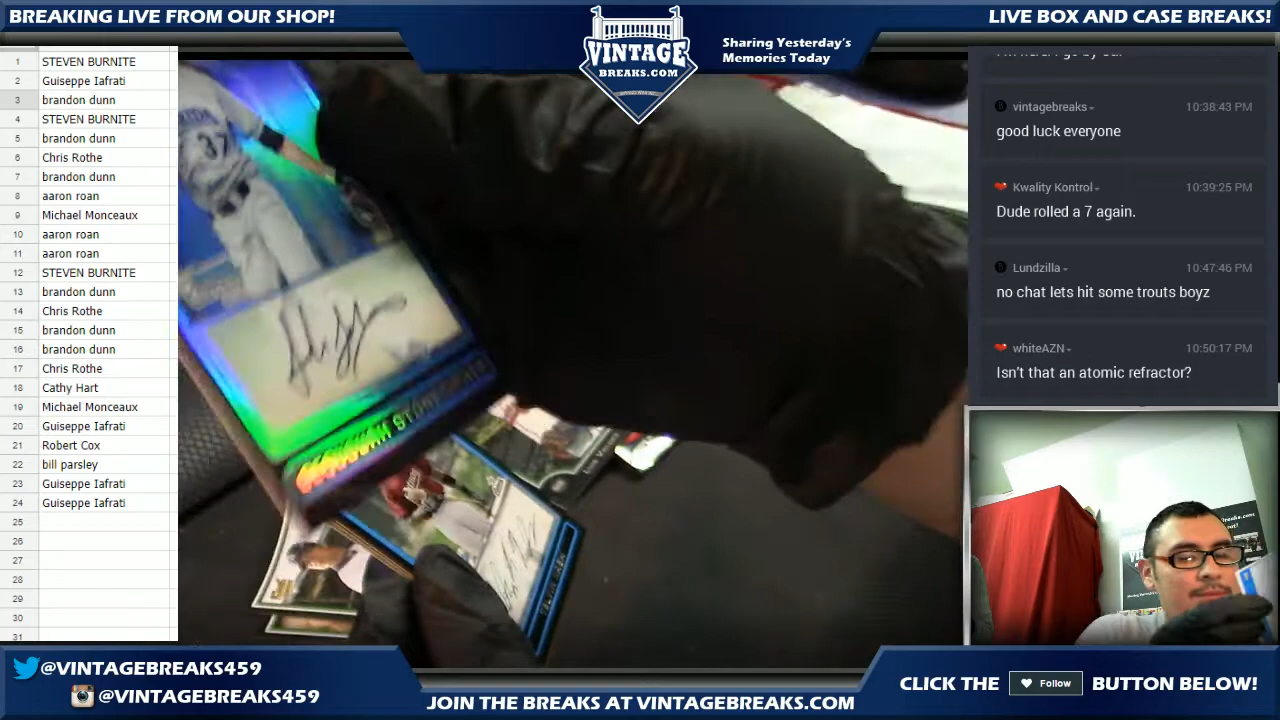 BREAKING LIVE FROM OUR SHOP!
VINTAGE
BREAKS.COM
Sharing Yesterday's
Memories Today
LIVE BOX AND CASE BREAKS!
1 STEVEN BURNITE
2 Guiseppe Iafrati
3 brandon dunn
4 STEVEN BURNITE
5 brandon dunn
6 Chris Rothe
7 brandon dunn
8 aaron roan
9 Michael Monceaux
10 aaron roan
11 aaron roan
12 STEVEN BURNITE
13 brandon dunn
14 Chris Rothe
15 brandon dunn
16 brandon dunn
17 Chris Rothe
18 Cathy Hart
19 Michael Monceaux
20 Guiseppe Iafrati
21 Robert Cox
22 bill parsley
23 Guiseppe Iafrati
24 Guiseppe Iafrati
25
26
27
28
29
30
31
vintagebreaks 10:38:43 PM
good luck everyone
Kwality Kontrol 10:39:25 PM
Dude rolled a 7 again.
Lundzilla 10:47:46 PM
no chat lets hit some trouts boyz
whiteAZN 10:50:17 PM
Isn't that an atomic refractor?
@VINTAGEBREAKS459
@VINTAGEBREAKS459
JOIN THE BREAKS AT VINTAGEBREAKS.COM
CLICK THE Follow BUTTON BELOW!